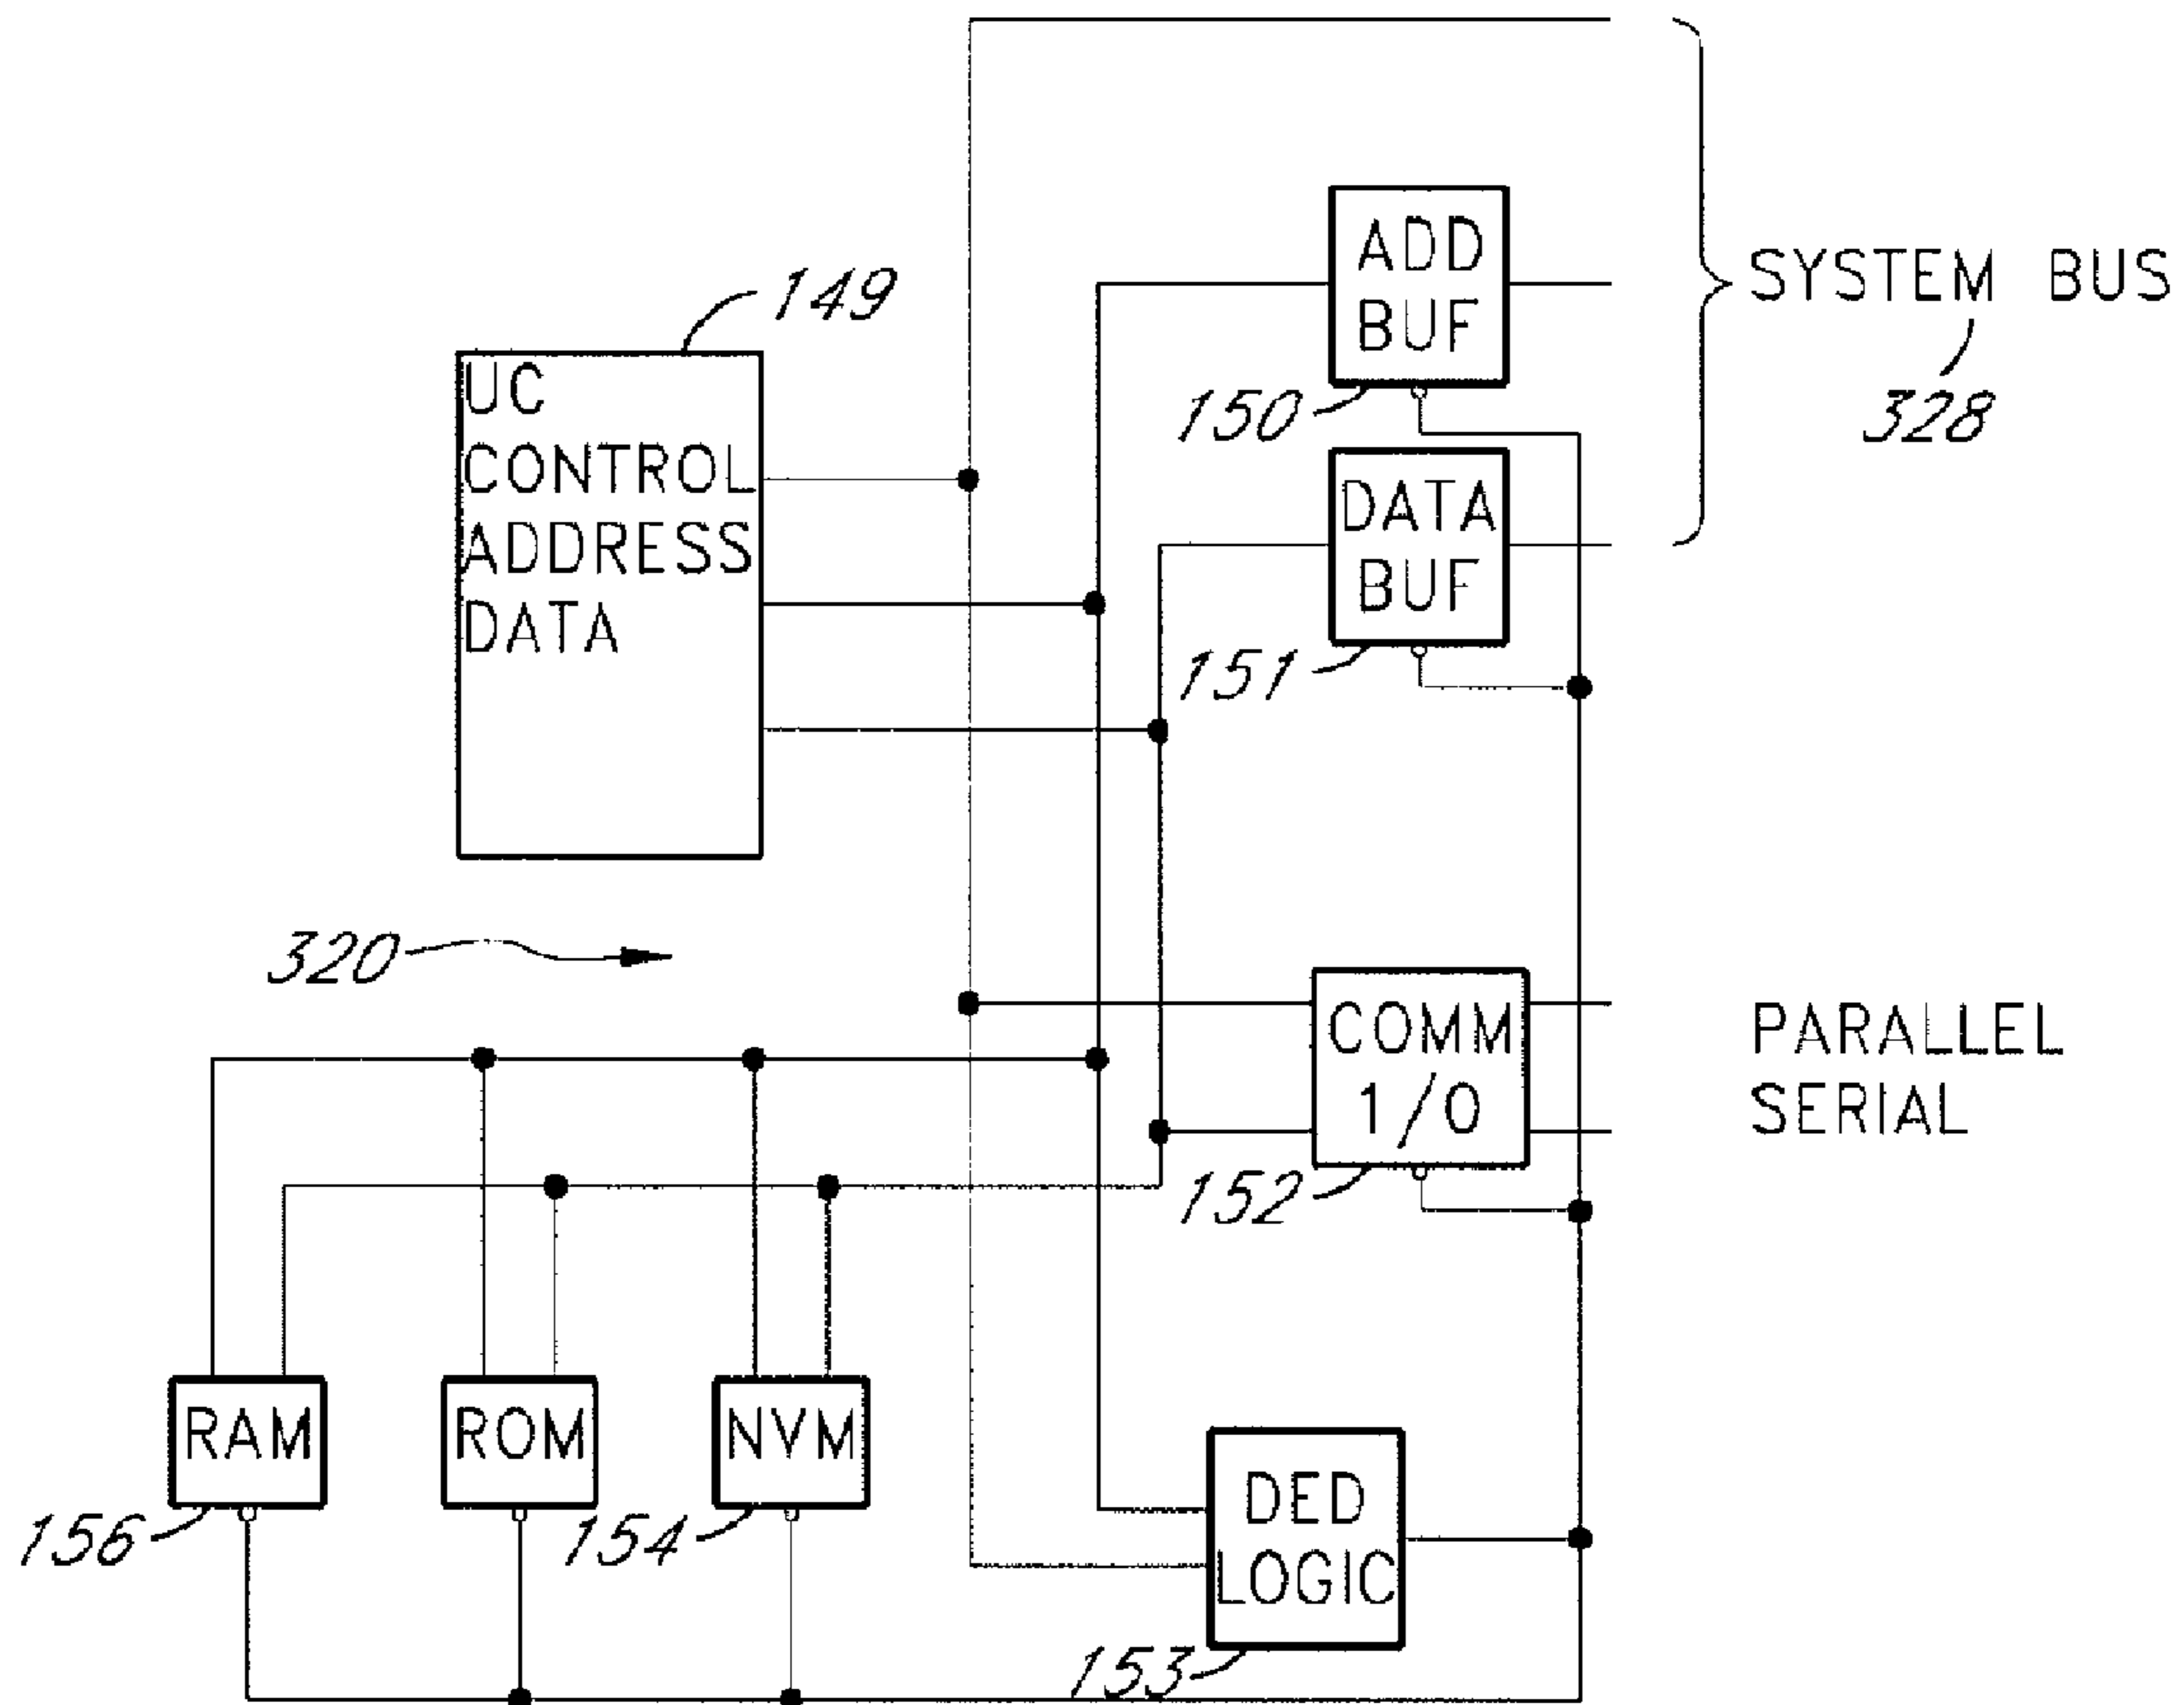 149
UC
CONTROL
ADDRESS
DATA
ADD
BUF
150
SYSTEM BUS
328
DATA
BUF
151
320
COMM
1/0
152
PARALLEL
SERIAL
RAM
156
ROM
NVM
154
DED
LOGIC
153